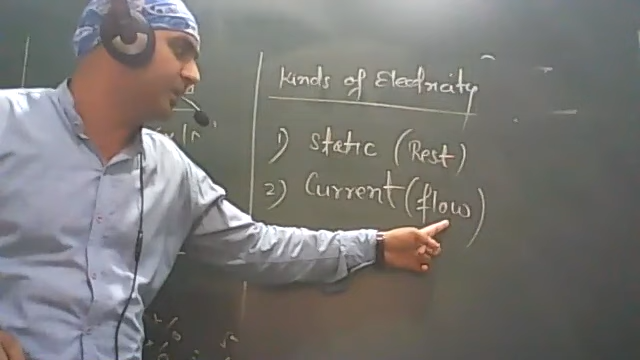 Kinds of Electricity
1) Static (Rest)
2) Current (flow)